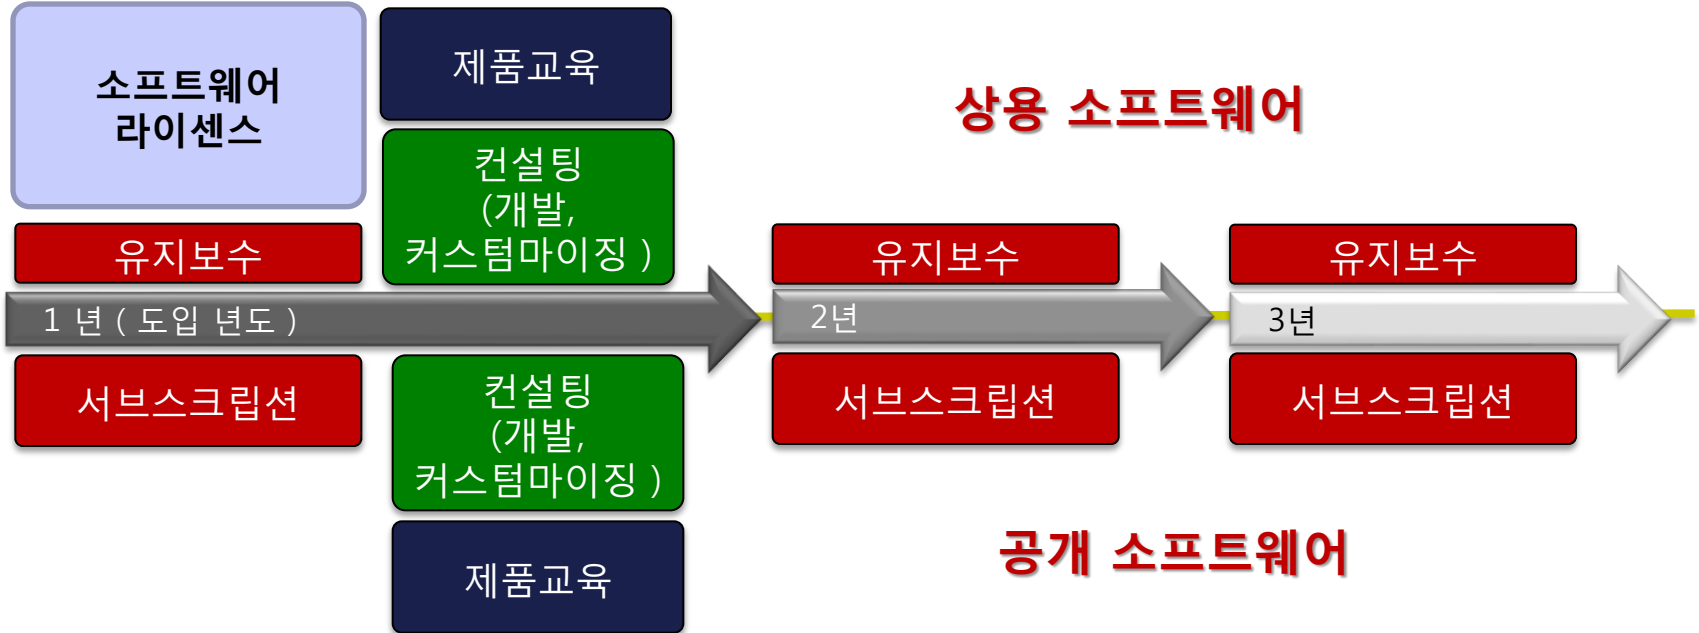 소프트웨어
라이센스
제품교육
상용 소프트웨어
컨설팅
(개발,
커스텀마이징 )
유지보수
유지보수
유지보수
1 년 ( 도입 년도 )
2년
3년
서브스크립션
컨설팅
(개발,
커스텀마이징 )
서브스크립션
서브스크립션
공개 소프트웨어
제품교육